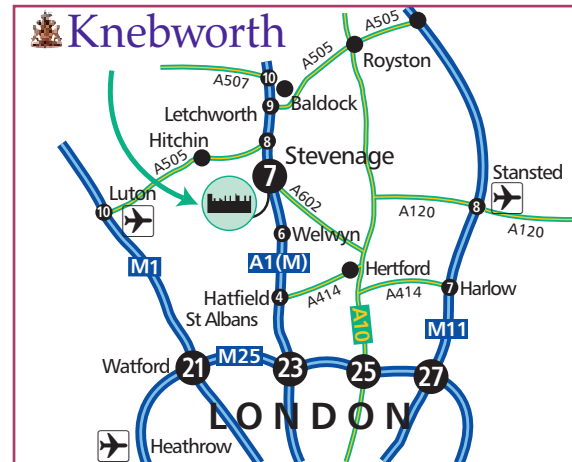 Knebworth
A505
A505
Royston
A507
10
Baldock
Letchworth
9
Hitchin
8
A505
Stevenage
7
Stansted
Luton
10
A602
8
A120
A120
6
Welwyn
M1
A1(M)
Hertford
Hatfield
4
A414
A414
7
Harlow
St Albans
A10
M11
Watford
21
M25
23
25
27
LONDON
Heathrow